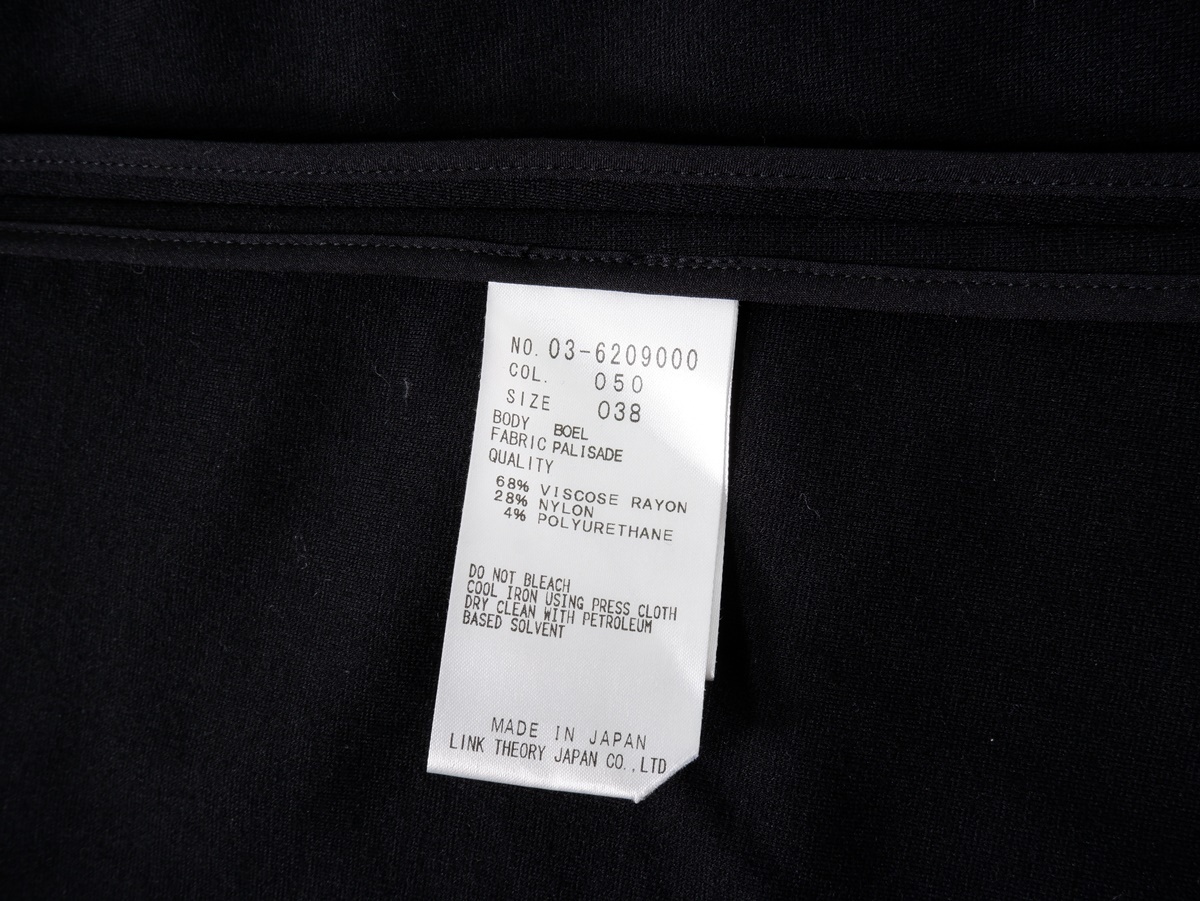 NO. 03-6209000
COL. 050
SIZE 038
BODY BOEL
FABRIC PALISADE
QUALITY
68% VISCOSE RAYON
28% NYLON
4% POLYURETHANE
DO NOT BLEACH
COOL IRON USING PRESS CLOTH
DRY CLEAN WITH PETROLEUM
BASED SOLVENT
MADE IN JAPAN
LINK THEORY JAPAN CO.,LTD